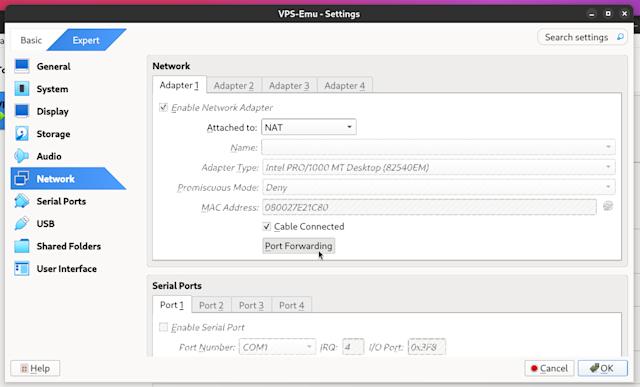 VPS-Emu - Settings
Basic Expert Search settings
General
System
Display
Storage
Audio
Network
Serial Ports
USB
Shared Folders
User Interface
Network
Adapter 1 Adapter 2 Adapter 3 Adapter 4
Enable Network Adapter
Attached to: NAT
Name:
Adapter Type: Intel PRO/1000 MT Desktop (82540EM)
Promiscuous Mode: Deny
MAC Address: 080027E21C80
Cable Connected
Port Forwarding
Serial Ports
Port 1 Port 2 Port 3 Port 4
Enable Serial Port
Port Number: COM1 IRQ: 4 I/O Port: 0x3F8
Help Cancel OK